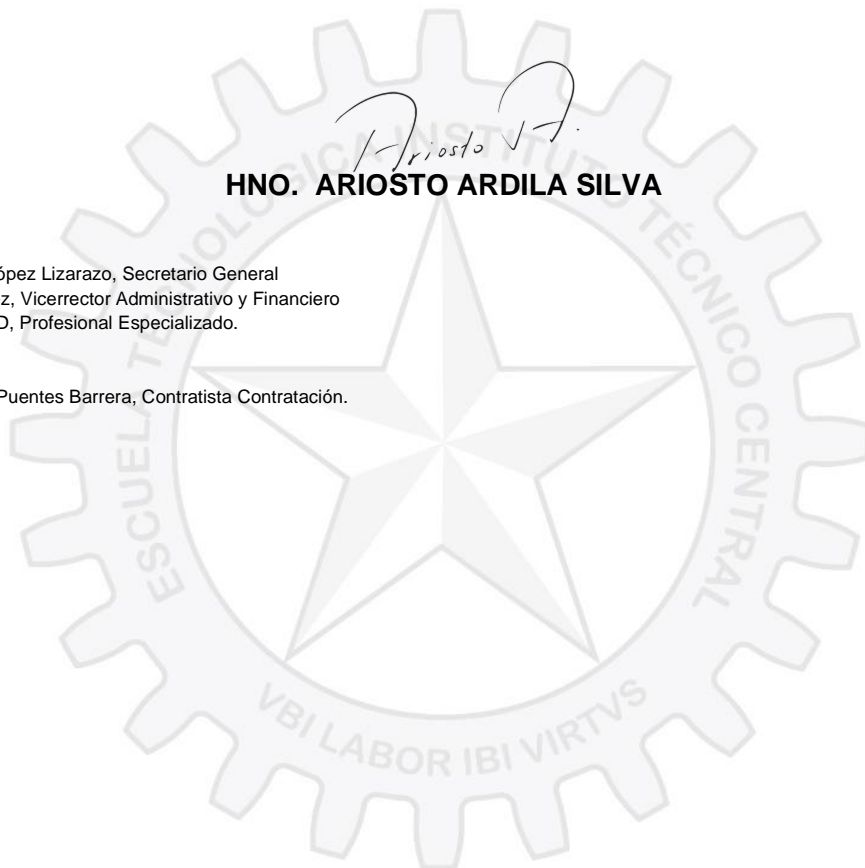 Ariosto A.
HNO. ARIOSTO ARDILA SILVA
López Lizarazo, Secretario General
z, Vicerrector Administrativo y Financiero
D, Profesional Especializado.
Puentes Barrera, Contratista Contratación.
ESCUELA TECNOLÓGICA INSTITUTO TÉCNICO CENTRAL
VBI LABOR IBI VIRTVS